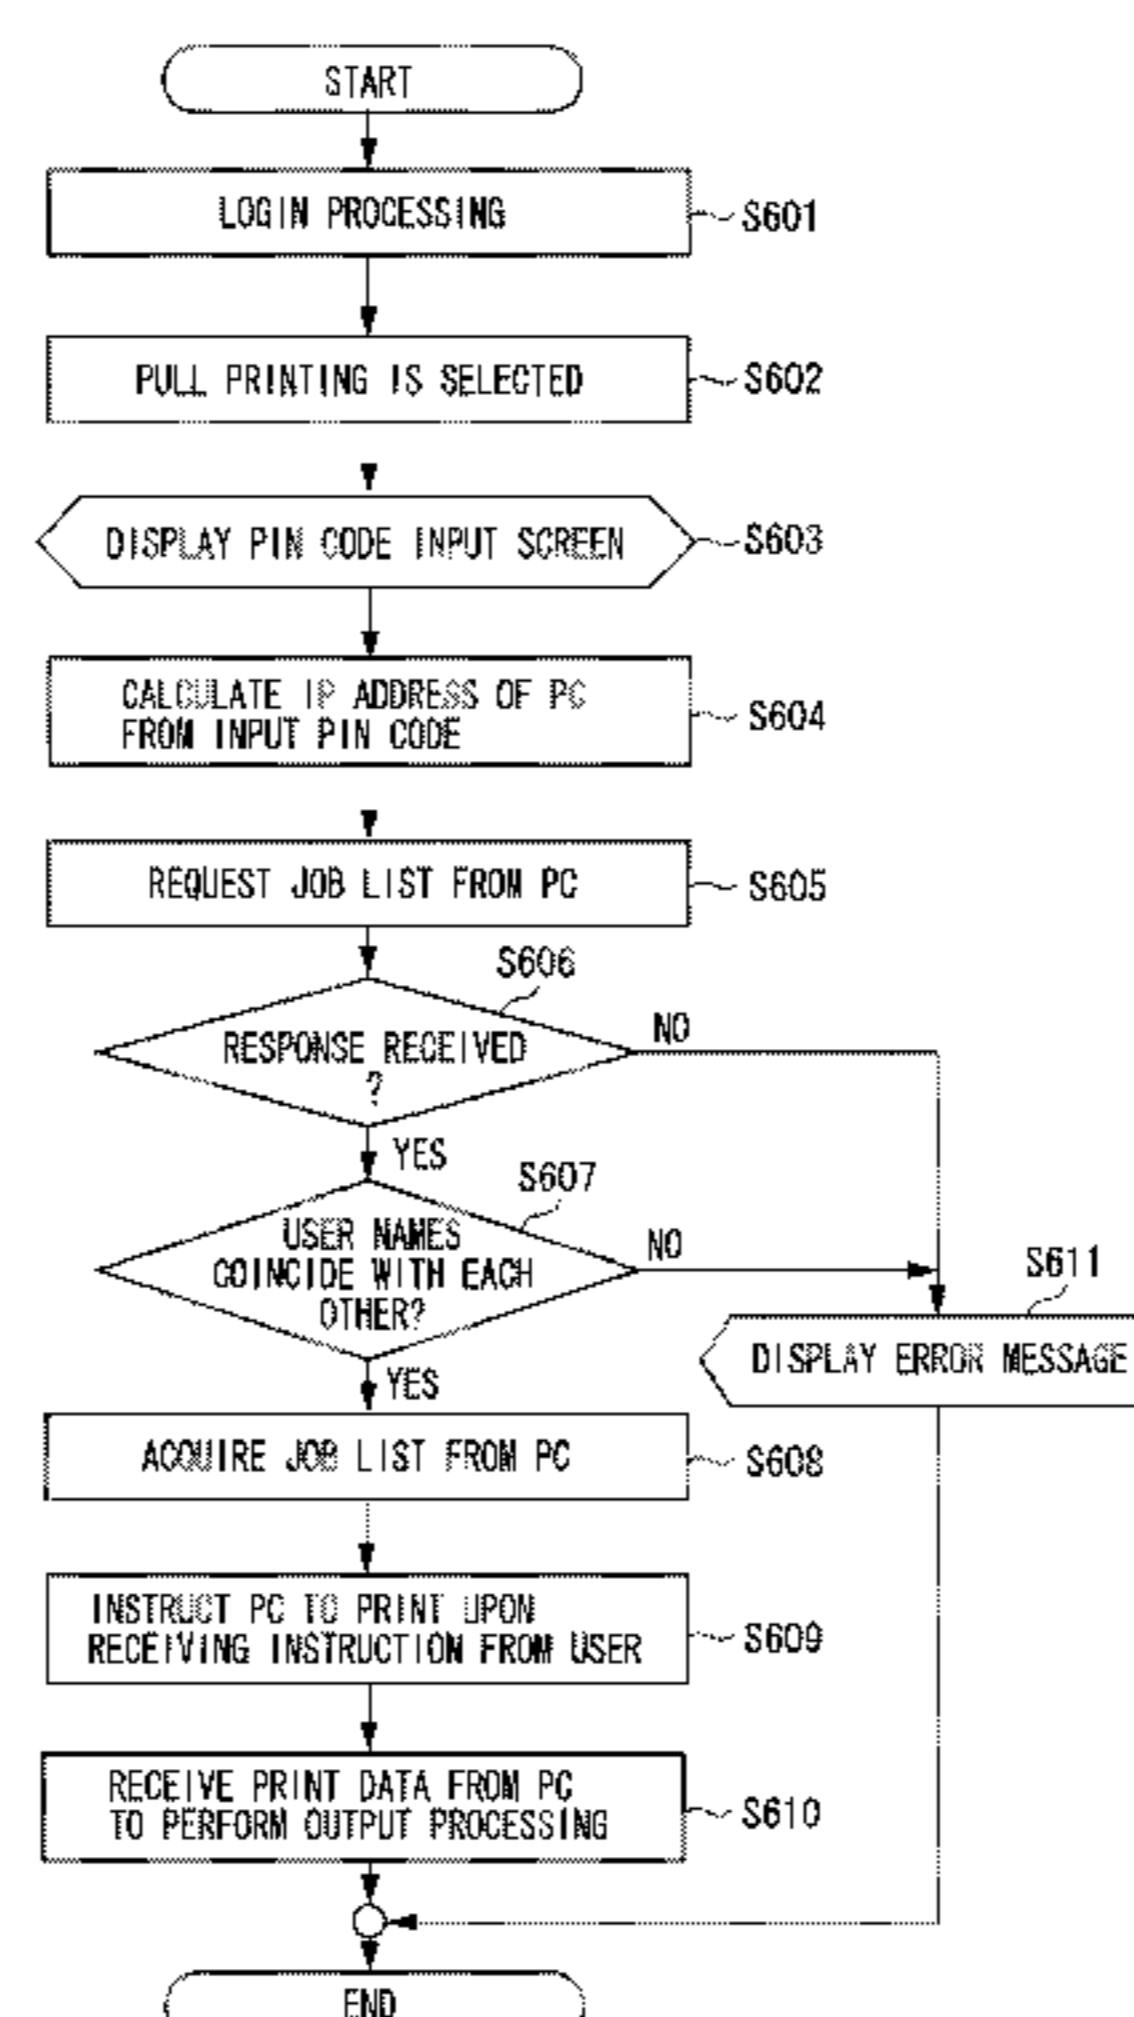 START
LOGIN PROCESSING
S601
PULL PRINTING IS SELECTED
S602
DISPLAY PIN CODE INPUT SCREEN
S603
CALCULATE IP ADDRESS OF PC
FROM INPUT PIN CODE
S604
REQUEST JOB LIST FROM PC
S605
S606
RESPONSE RECEIVED
?
NO
YES
S607
USER NAMES
COINCIDE WITH EACH
OTHER?
NO
S611
DISPLAY ERROR MESSAGE
YES
ACQUIRE JOB LIST FROM PC
S608
INSTRUCT PC TO PRINT UPON
RECEIVING INSTRUCTION FROM USER
S609
RECEIVE PRINT DATA FROM PC
TO PERFORM OUTPUT PROCESSING
S610
END